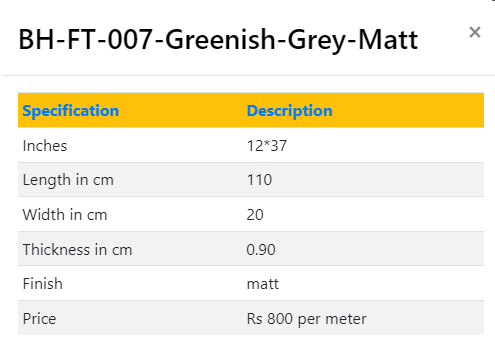 BH-FT-007-Greenish-Grey-Matt ×
Specification Description
Inches 12*37
Length in cm 110
Width in cm 20
Thickness in cm 0.90
Finish matt
Price Rs 800 per meter